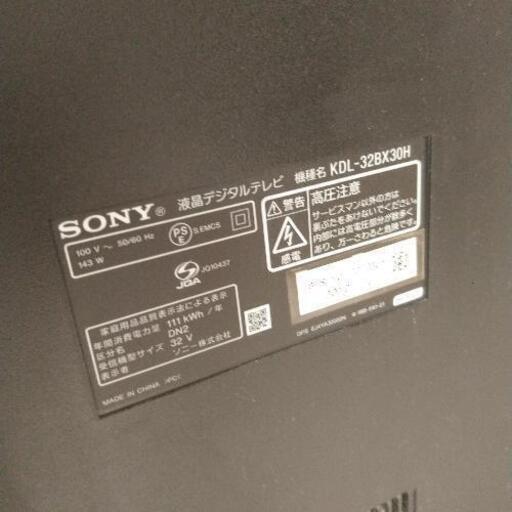 SONY® 液晶デジタルテレビ 機種名 KDL-32BX30H
100 V ～ 50/60 Hz
143 W
PS
E
S.EMCS
JQA
JQ10437
家庭用品品質表示法による表示
年間消費電力量 111 kWh／年
区分名 DN2
受信機型サイズ 32 V
表示者 ソニー株式会社
MADE IN CHINA
警告
感電
高圧注意
サービスマン以外の方は
裏ぶたをあけないでください。
内部には高電圧部分が数多く
あり、万一さわると危険です。